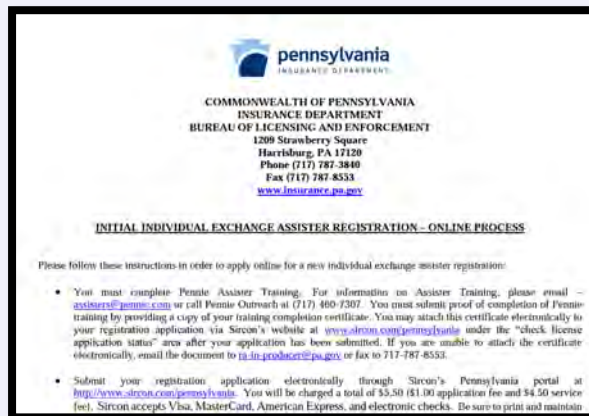 pennsylvania
INSURANCE DEPARTMENT
COMMONWEALTH OF PENNSYLVANIA
INSURANCE DEPARTMENT
BUREAU OF LICENSING AND ENFORCEMENT
1209 Strawberry Square
Harrisburg, PA 17120
Phone (717) 787-3840
Fax (717) 787-8553
www.insurance.pa.gov
INITIAL INDIVIDUAL EXCHANGE ASSISTER REGISTRATION - ONLINE PROCESS
Please follow these instructions in order to apply online for a new individual exchange assister registration:
• You must complete Pennie Assister Training. For information on Assister Training, please email –
assisters@pennie.com or call Pennie Outreach at (717) 460-7307. You must submit proof of completion of Pennie
training by providing a copy of your training completion certificate. You may attach this certificate electronically to
your registration application via Sircon's website at www.sircon.com/pennsylvania under the "check license
application status" area after your application has been submitted. If you are unable to attach the certificate
electronically, email the document to ra-in-producer@pa.gov or fax to 717-787-8553.
• Submit your registration application electronically through Sircon's Pennsylvania portal at
http://www.sircon.com/pennsylvania. You will be charged a total of $5.50 ($1.00 application fee and $4.50 service
fee). Sircon accepts Visa, MasterCard, American Express, and electronic checks. Be sure to print and maintain